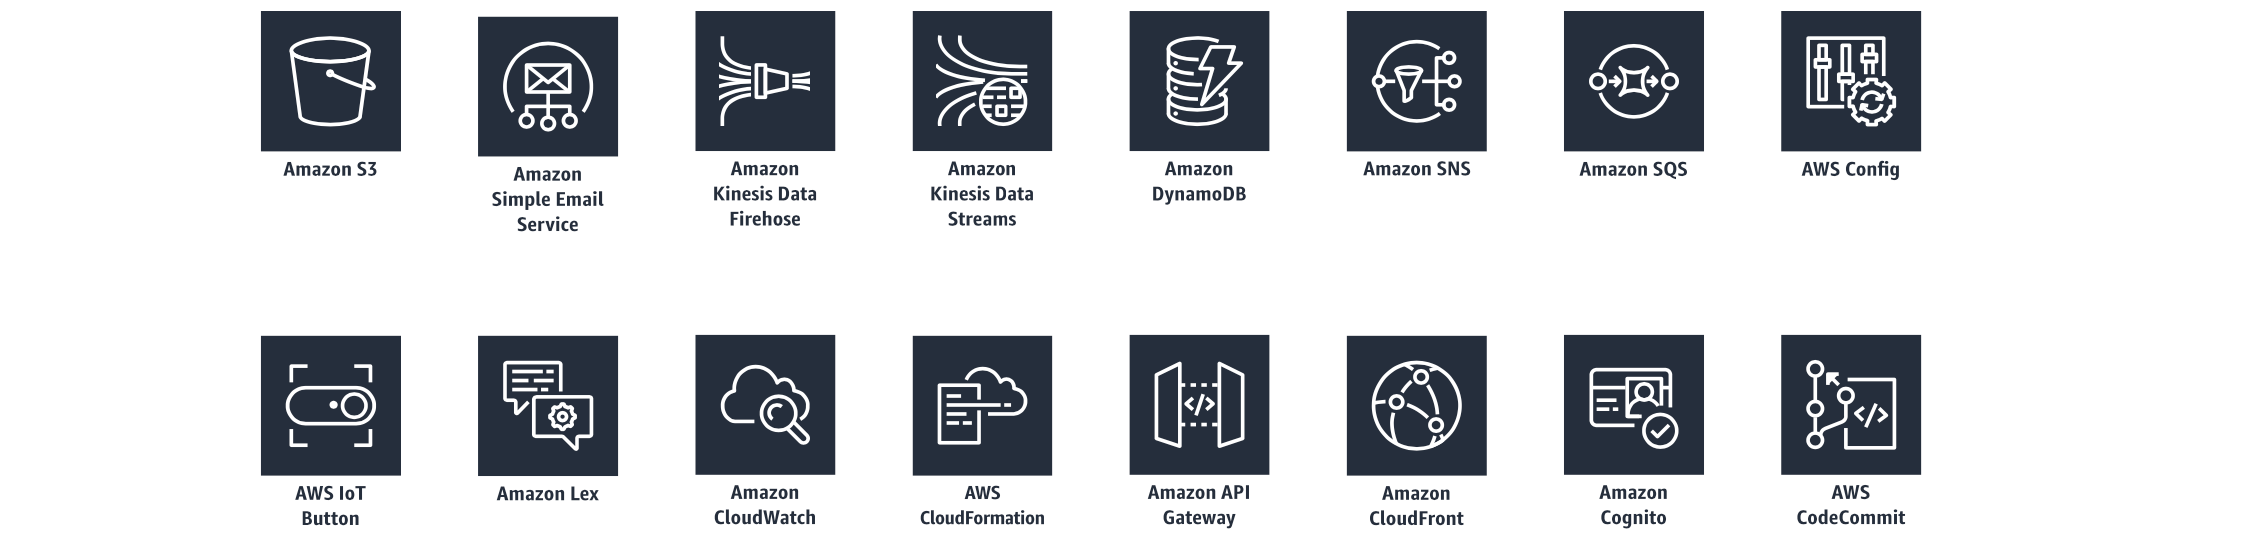 Amazon S3
Amazon
Simple Email
Service
Amazon
Kinesis Data
Firehose
Amazon
Kinesis Data
Streams
Amazon
DynamoDB
Amazon SNS
Amazon SQS
AWS Config
AWS IoT
Button
Amazon Lex
Amazon
CloudWatch
AWS
CloudFormation
Amazon API
Gateway
Amazon
CloudFront
Amazon
Cognito
AWS
CodeCommit